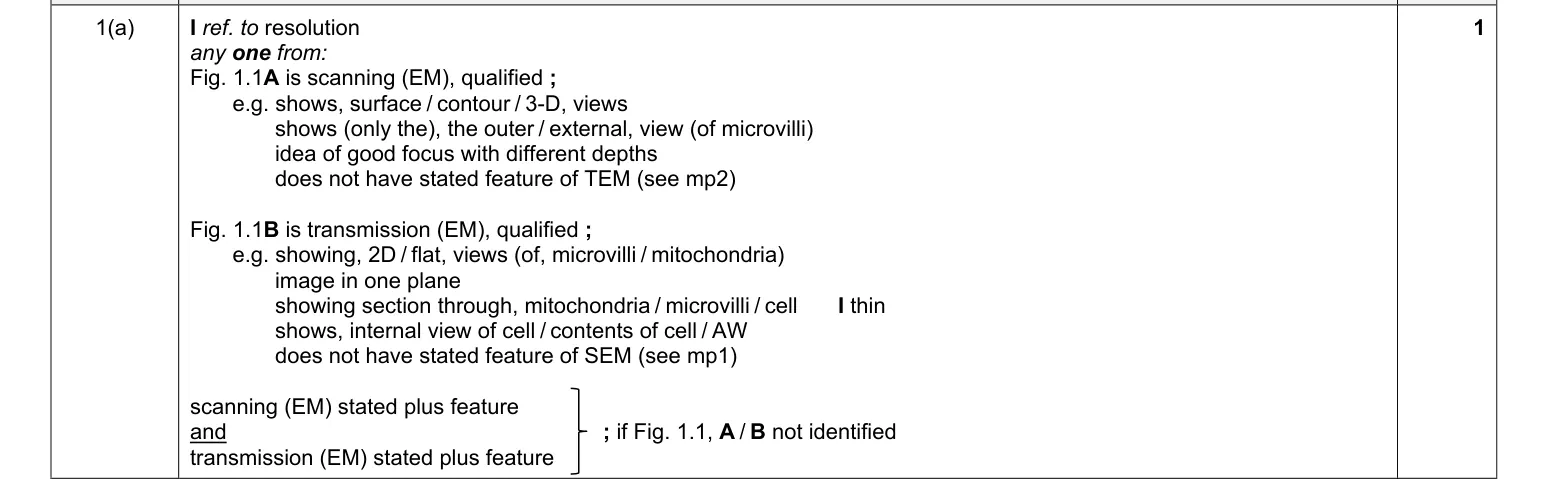 1(a)
I ref. to resolution
1
any one from:
Fig. 1.1A is scanning (EM), qualified ;
e.g. shows, surface / contour / 3-D, views
shows (only the), the outer / external, view (of microvilli)
idea of good focus with different depths
does not have stated feature of TEM (see mp2)
Fig. 1.1B is transmission (EM), qualified ;
e.g. showing, 2D / flat, views (of, microvilli / mitochondria)
image in one plane
showing section through, mitochondria / microvilli / cell I thin
shows, internal view of cell / contents of cell / AW
does not have stated feature of SEM (see mp1)
scanning (EM) stated plus feature
and
; if Fig. 1.1, A / B not identified
transmission (EM) stated plus feature